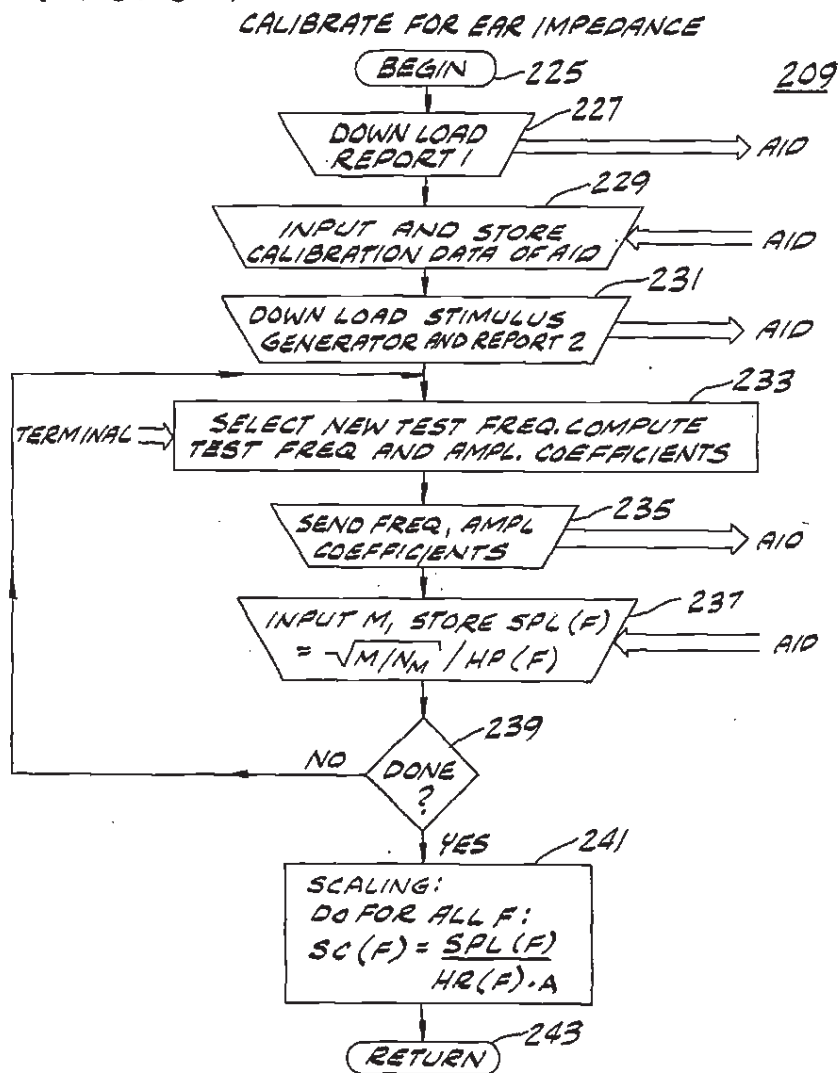 CALIBRATE FOR EAR IMPEDANCE
BEGIN
225
209
227
DOWN LOAD
REPORT 1
AID
229
INPUT AND STORE
CALIBRATION DATA OF AID
AID
231
DOWN LOAD STIMULUS
GENERATOR AND REPORT 2
AID
233
TERMINAL
SELECT NEW TEST FREQ. COMPUTE
TEST FREQ AND AMPL. COEFFICIENTS
235
SEND FREQ, AMPL
COEFFICIENTS
AID
237
INPUT M, STORE SPL(F)
= √M/NM / HP(F)
AID
239
NO
DONE
?
YES
241
SCALING:
DO FOR ALL F:
SC(F) = SPL(F)
HR(F)·A
243
RETURN